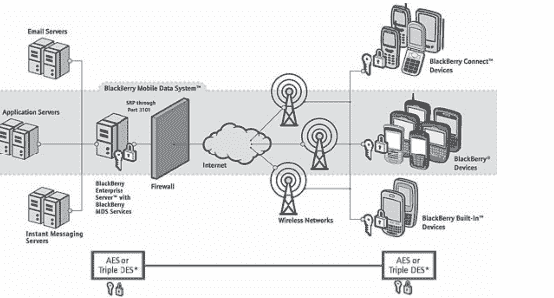 Email Servers
BlackBerry Connect™
Devices
BlackBerry Mobile Data System™
SRP through
Port 3101
Application Servers
Internet
BlackBerry®
Devices
BlackBerry
Enterprise
Server™ with
BlackBerry
MDS Services
Firewall
Wireless Networks
BlackBerry Built-In™
Devices
Instant Messaging
Servers
AES or
Triple DES*
AES or
Triple DES*